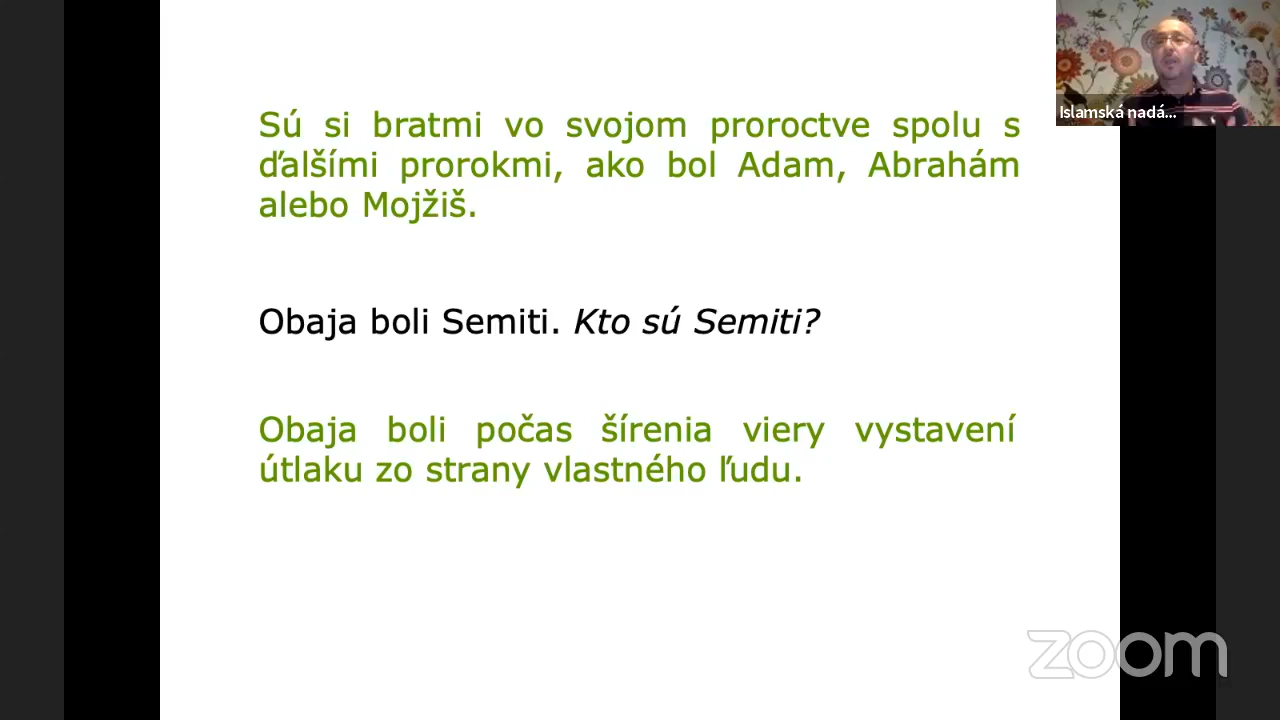 Sú si bratmi vo svojom proroctve spolu s
ďalšími prorokmi, ako bol Adam, Abrahám
alebo Mojžiš.
Obaja boli Semiti. Kto sú Semiti?
Obaja boli počas šírenia viery vystavení
útlaku zo strany vlastného ľudu.
Islamská nadá...
zoom